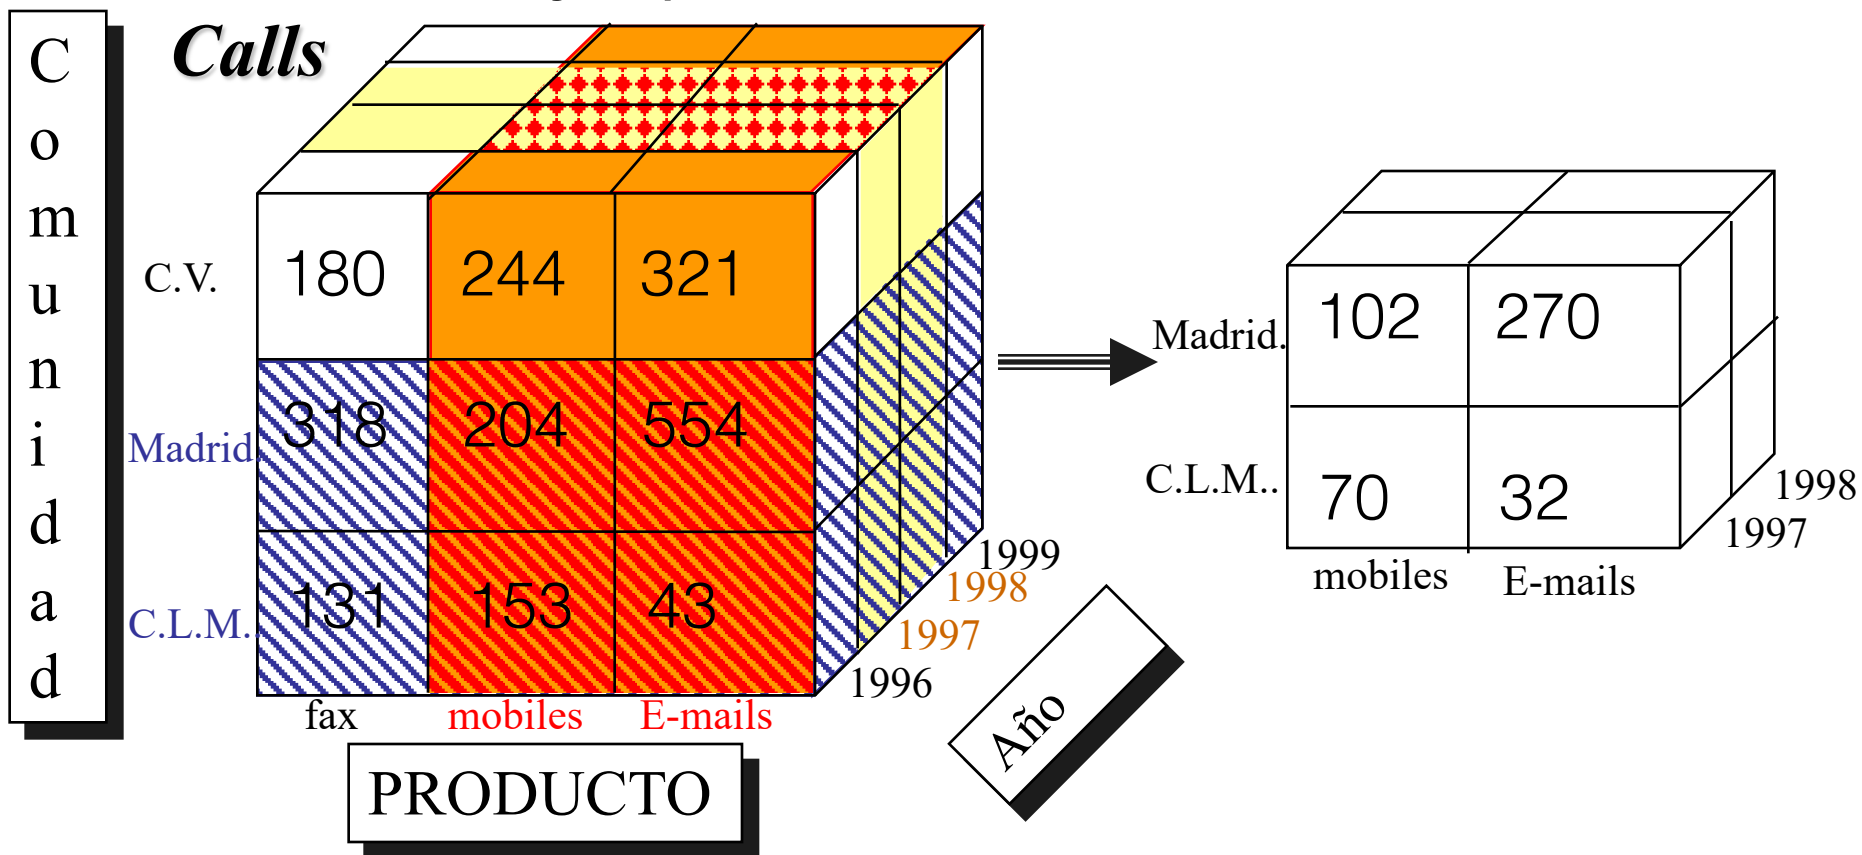 Comunidad
Calls
C.V.
180 244 321
Madrid
318 204 554
C.L.M.
131 153 43
fax mobiles E-mails
1999
1998
1997
1996
PRODUCTO
Año
Madrid.
102 270
C.L.M..
70 32
mobiles E-mails
1998
1997